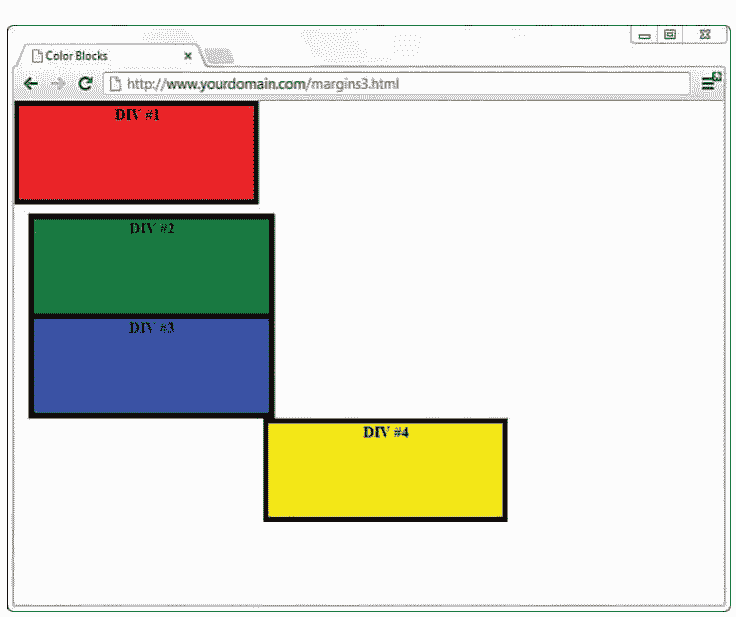 Color Blocks
http://www.yourdomain.com/margins3.html
DIV #1
DIV #2
DIV #3
DIV #4